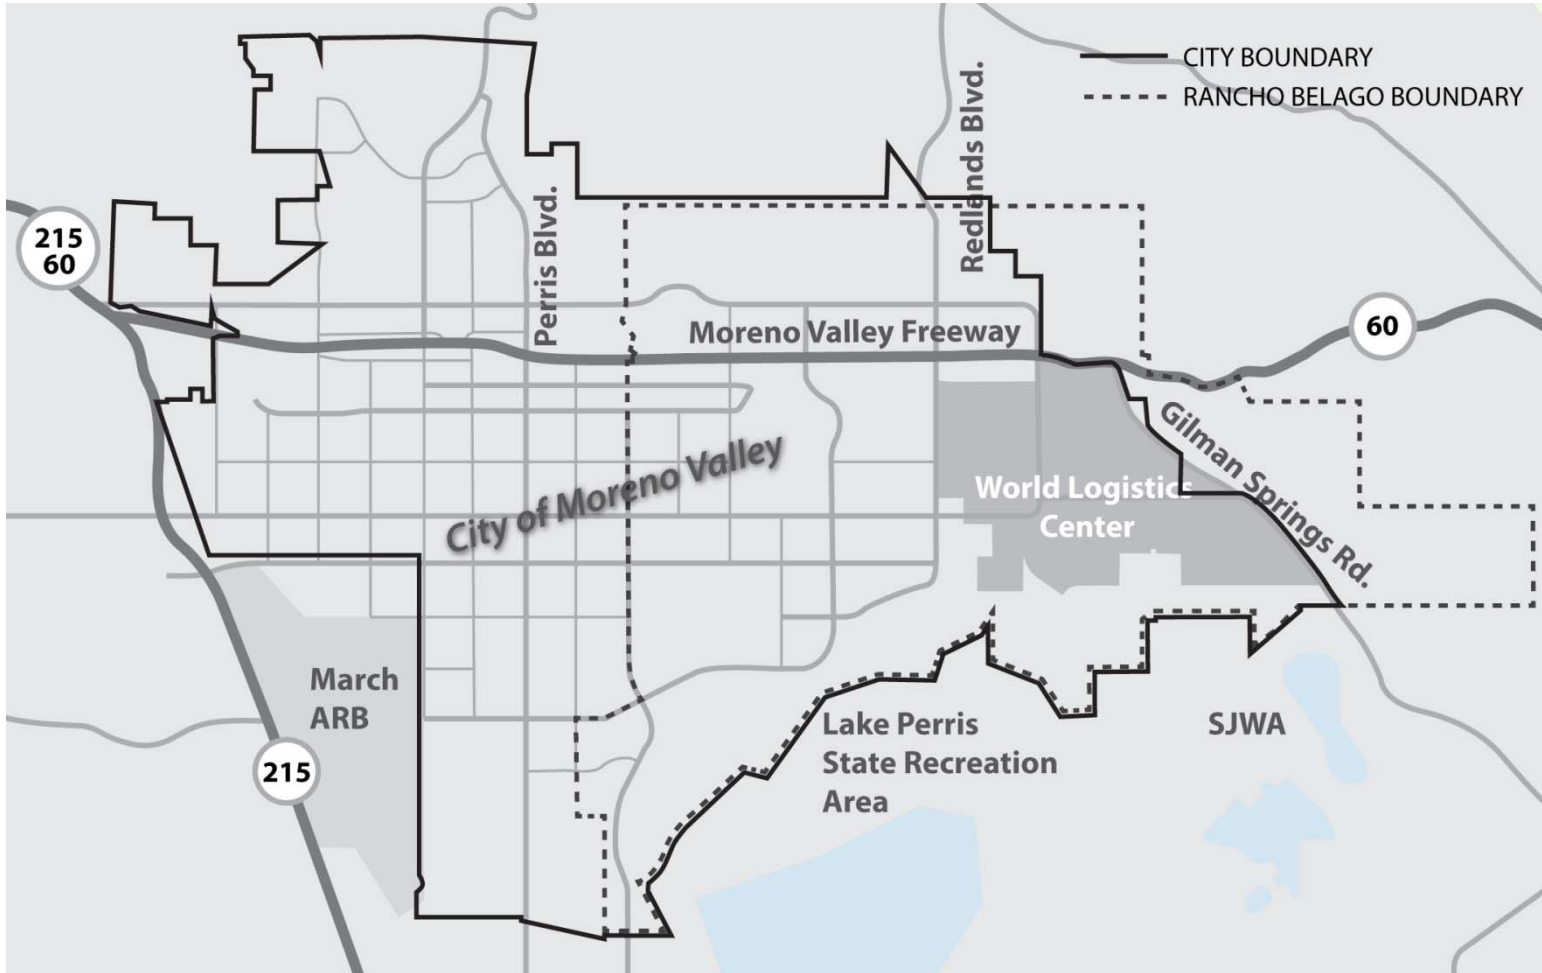 CITY BOUNDARY
RANCHO BELAGO BOUNDARY
Redlands Blvd.
Perris Blvd.
215
60
Moreno Valley Freeway
60
Gilman Springs Rd.
City of Moreno Valley
World Logistics
Center
March
ARB
215
Lake Perris
State Recreation
Area
SJWA